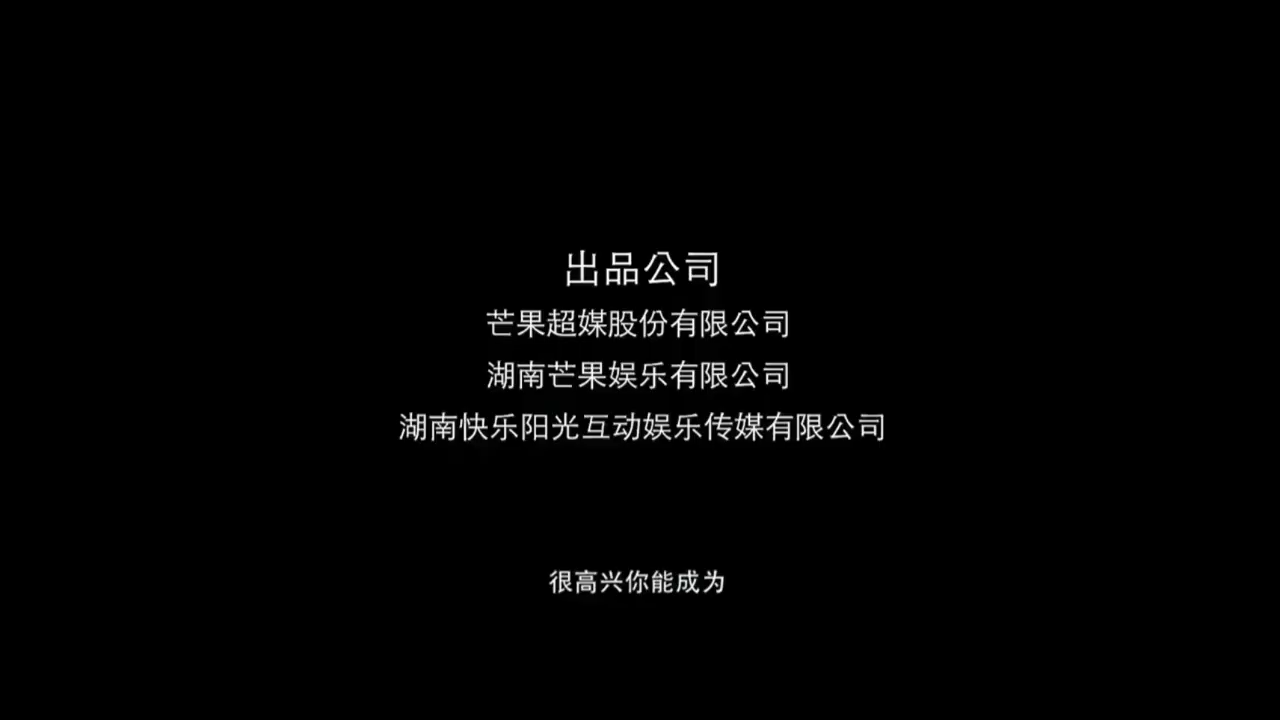 出品公司
芒果超媒股份有限公司
湖南芒果娱乐有限公司
湖南快乐阳光互动娱乐传媒有限公司
很高兴你能成为